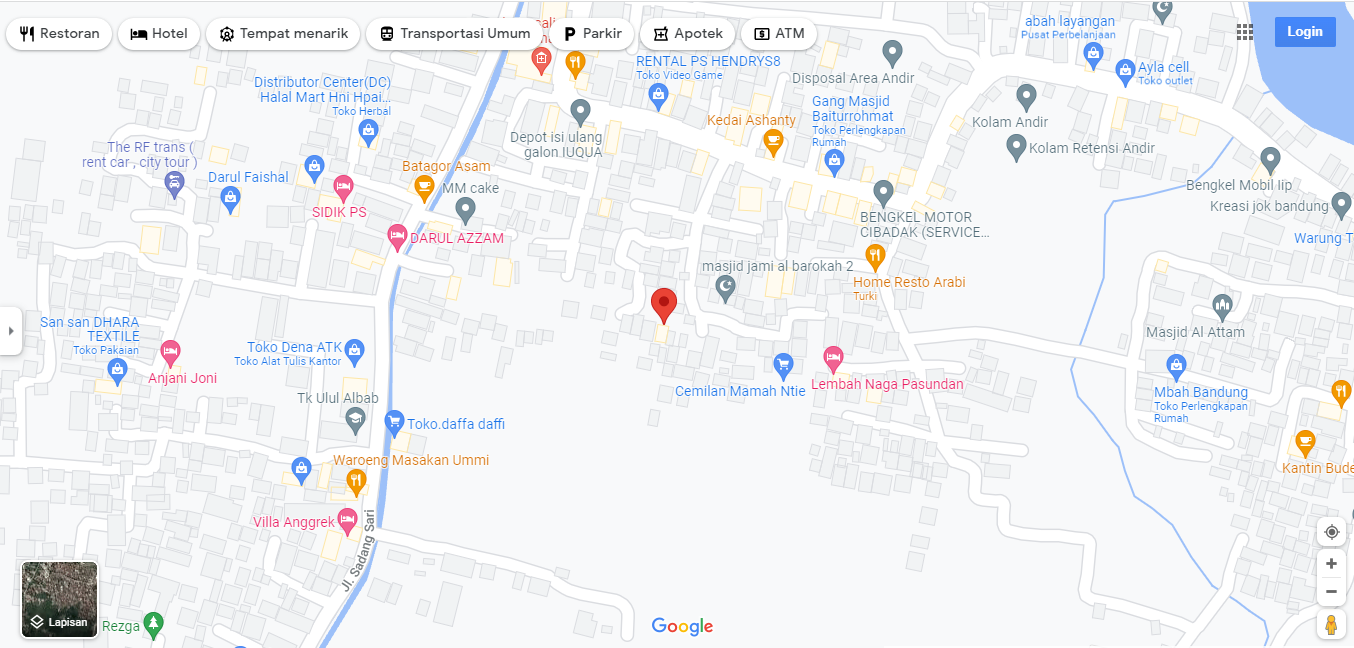 Restoran
Hotel
Tempat menarik
Transportasi Umum
Parkir
Apotek
ATM
Login
abah layangan
Pusat Perbelanjaan
RENTAL PS HENDRYS8
Toko Video Game
Ayla cell
Toko outlet
Disposal Area Andir
Distributor Center(DC)
Halal Mart Hni Hpai...
Toko Herbal
Gang Masjid
Baiturrohmat
Toko Perlengkapan
Rumah
Kedai Ashanty
Kolam Andir
Depot isi ulang
galon IUQUA
Kolam Retensi Andir
The RF trans (
rent car , city tour )
Batagor Asam
Darul Faishal
MM cake
Bengkel Mobil Iip
SIDIK PS
Kreasi jok bandung
BENGKEL MOTOR
CIBADAK (SERVICE...
DARUL AZZAM
Warung T
masjid jami al barokah 2
Home Resto Arabi
Turki
San san DHARA
TEXTILE
Toko Pakaian
Masjid Al Attam
Toko Dena ATK
Toko Alat Tulis Kantor
Anjani Joni
Cemilan Mamah Ntie
Lembah Naga Pasundan
Mbah Bandung
Toko Perlengkapan
Rumah
Tk Ulul Albab
Toko.daffa daffi
Waroeng Masakan Ummi
Kantin Bude
Villa Anggrek
Jl. Sadang Sari
Lapisan
Rezga
Google